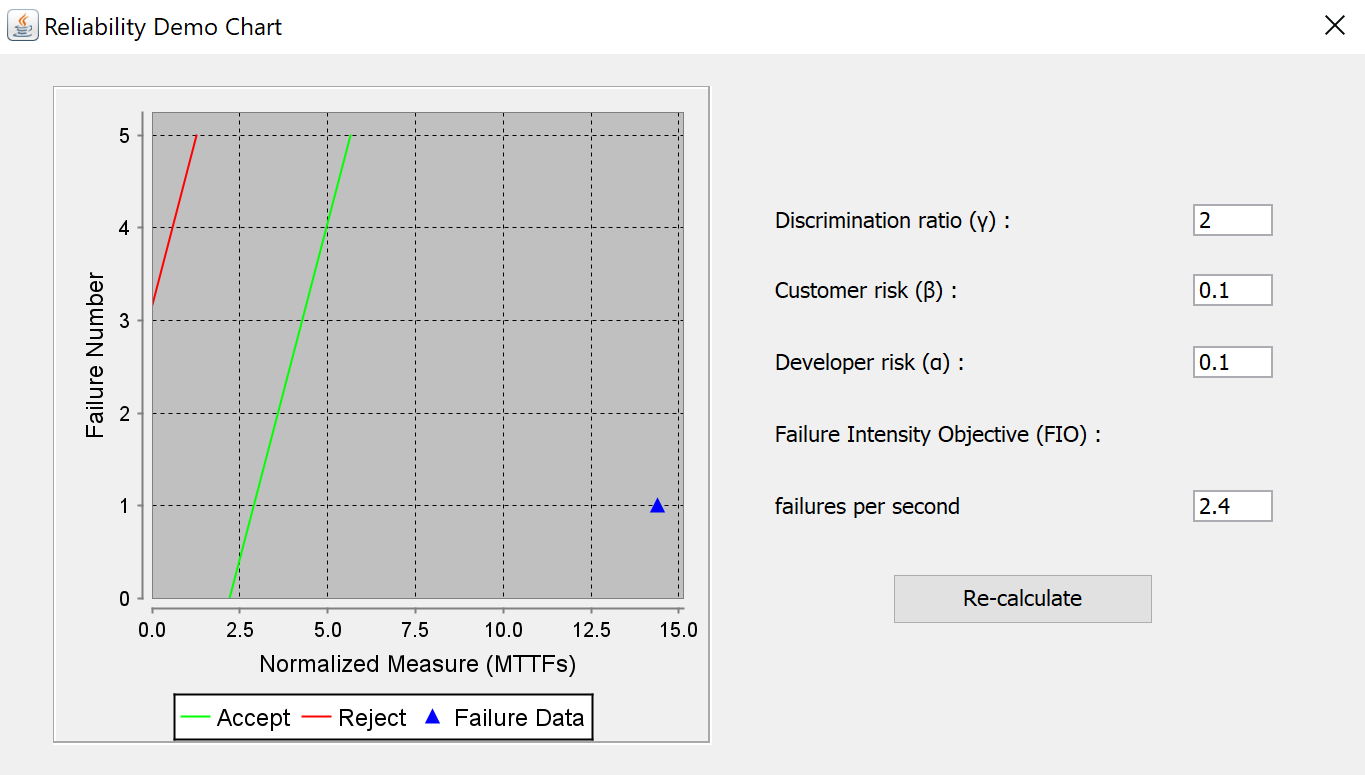 Reliability Demo Chart
5
4
3
2
1
0
Failure Number
0.0 2.5 5.0 7.5 10.0 12.5 15.0
Normalized Measure (MTTFs)
Accept Reject Failure Data
Discrimination ratio (γ) : 2
Customer risk (β) : 0.1
Developer risk (α) : 0.1
Failure Intensity Objective (FIO) :
failures per second 2.4
Re-calculate